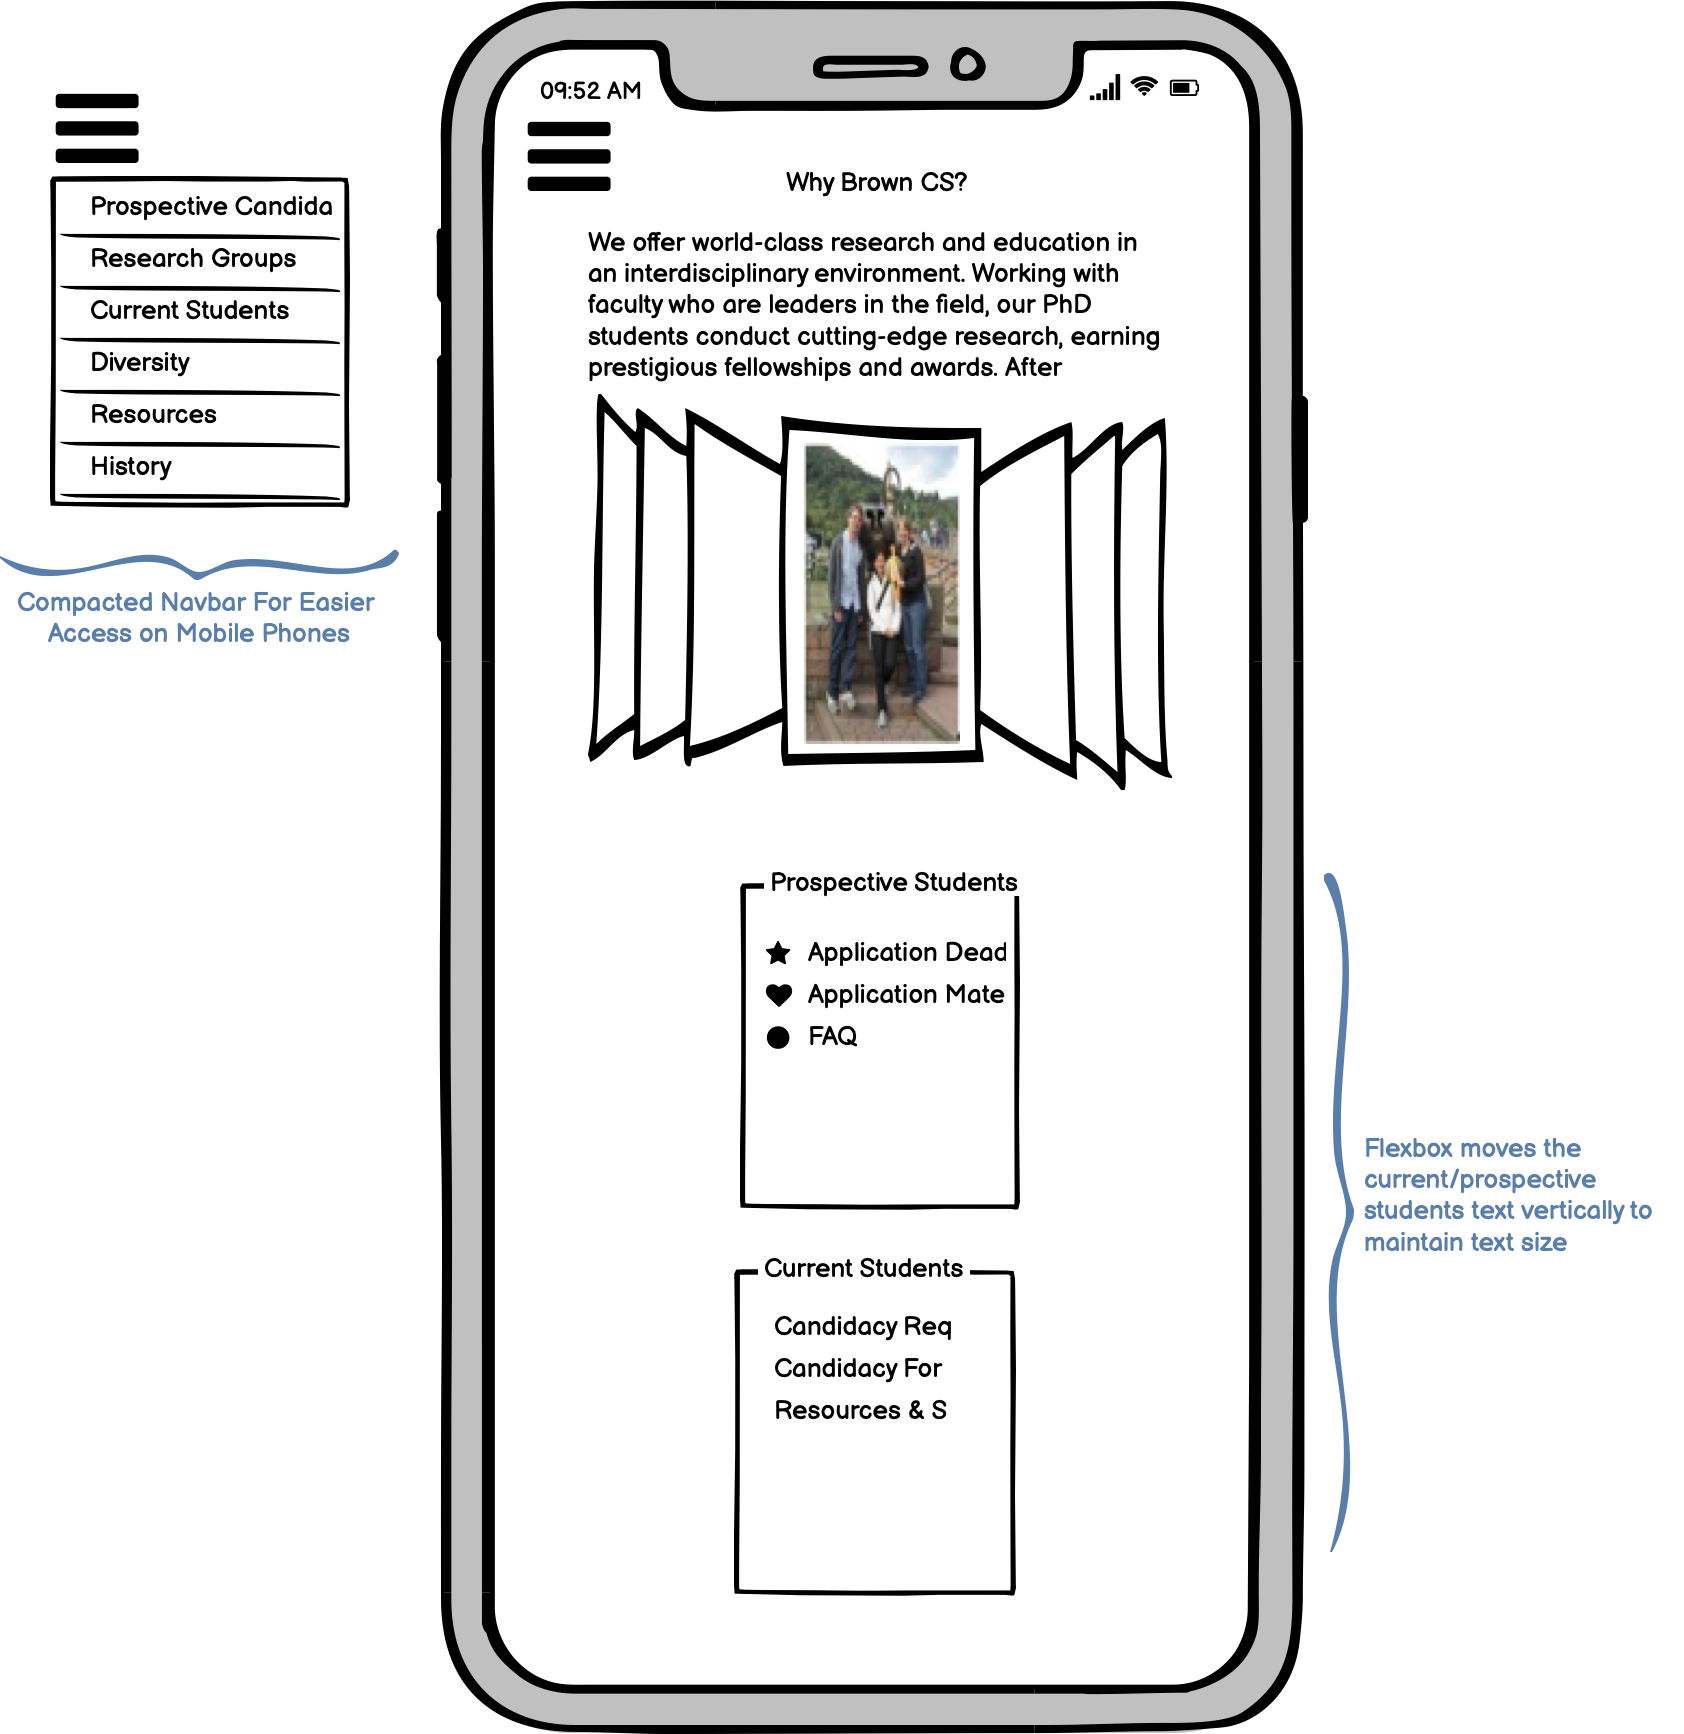 09:52 AM
Prospective Candida
Research Groups
Current Students
Diversity
Resources
History
Compacted Navbar For Easier
Access on Mobile Phones
Why Brown CS?
We offer world-class research and education in
an interdisciplinary environment. Working with
faculty who are leaders in the field, our PhD
students conduct cutting-edge research, earning
prestigious fellowships and awards. After
Prospective Students
Application Dead
Application Mate
FAQ
Current Students
Candidacy Req
Candidacy For
Resources & S
Flexbox moves the
current/prospective
students text vertically to
maintain text size